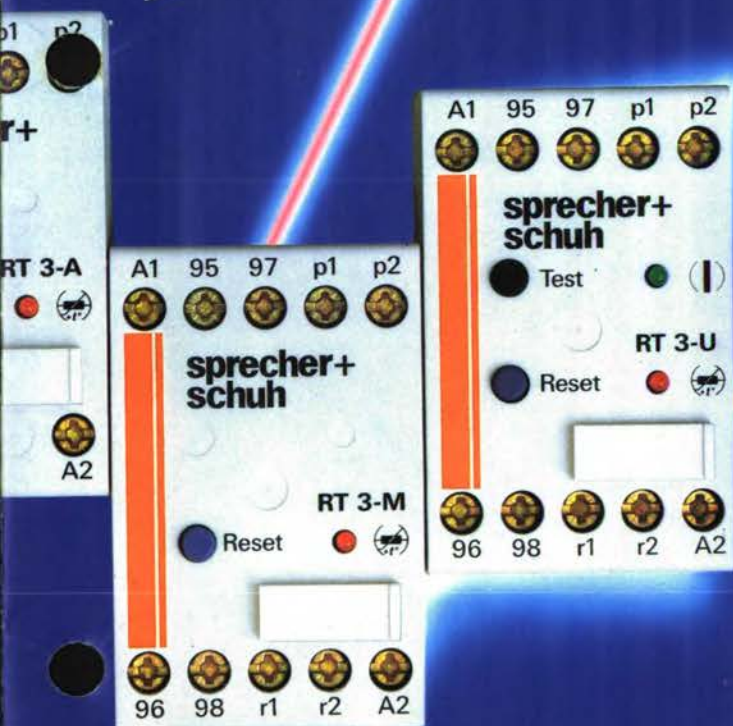 p1 p2
r+
RT 3-A
A2
A1 95 97 p1 p2
sprecher+
schuh
RT 3-M
Reset
96 98 r1 r2 A2
A1 95 97 p1 p2
sprecher+
schuh
Test
RT 3-U
Reset
96 98 r1 r2 A2